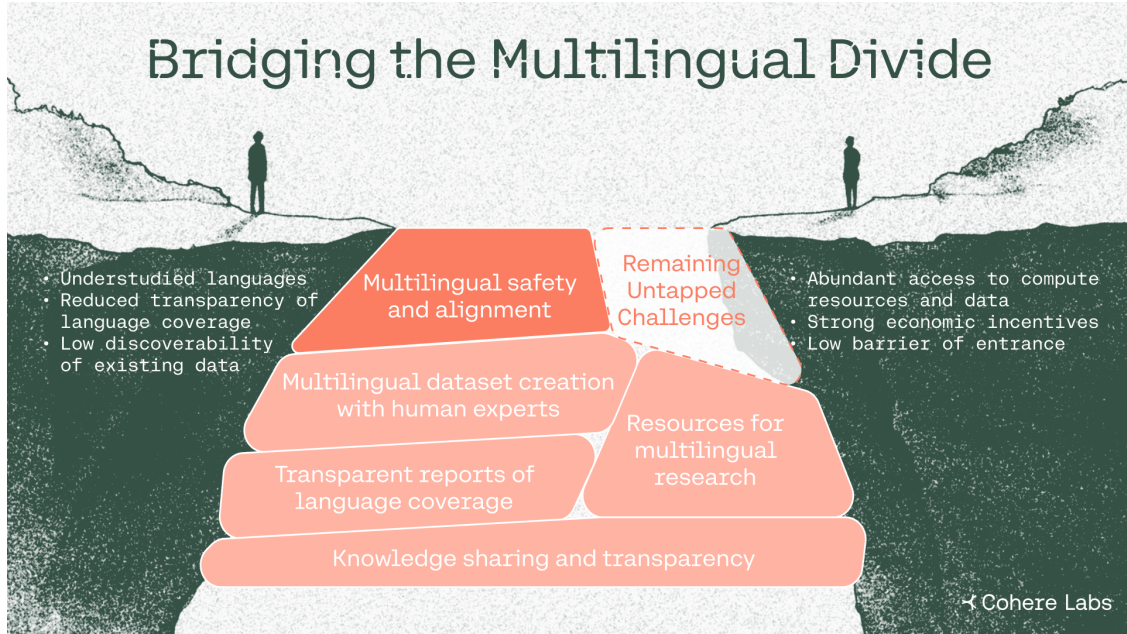 Bridging the Multilingual Divide
• Understudied languages
• Reduced transparency of
language coverage
• Low discoverability
of existing data
Multilingual safety
and alignment
Remaining
Untapped
Challenges
• Abundant access to compute
resources and data
• Strong economic incentives
• Low barrier of entrance
Multilingual dataset creation
with human experts
Resources for
multilingual
research
Transparent reports of
language coverage
Knowledge sharing and transparency
Cohere Labs